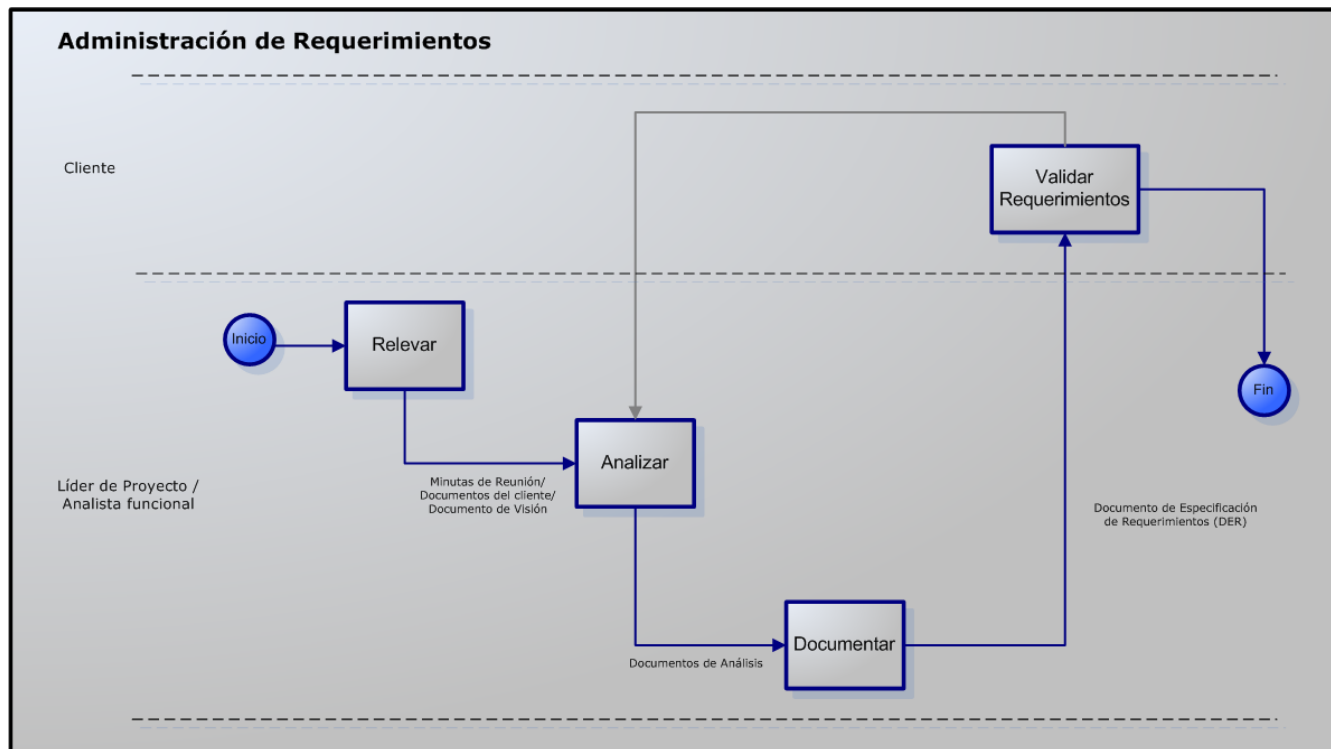 Administración de Requerimientos
Cliente
Validar
Requerimientos
Inicio
Relevar
Fin
Analizar
Minutas de Reunión/
Documentos del cliente/
Documento de Visión
Líder de Proyecto /
Analista funcional
Documento de Especificación
de Requerimientos (DER)
Documentar
Documentos de Análisis